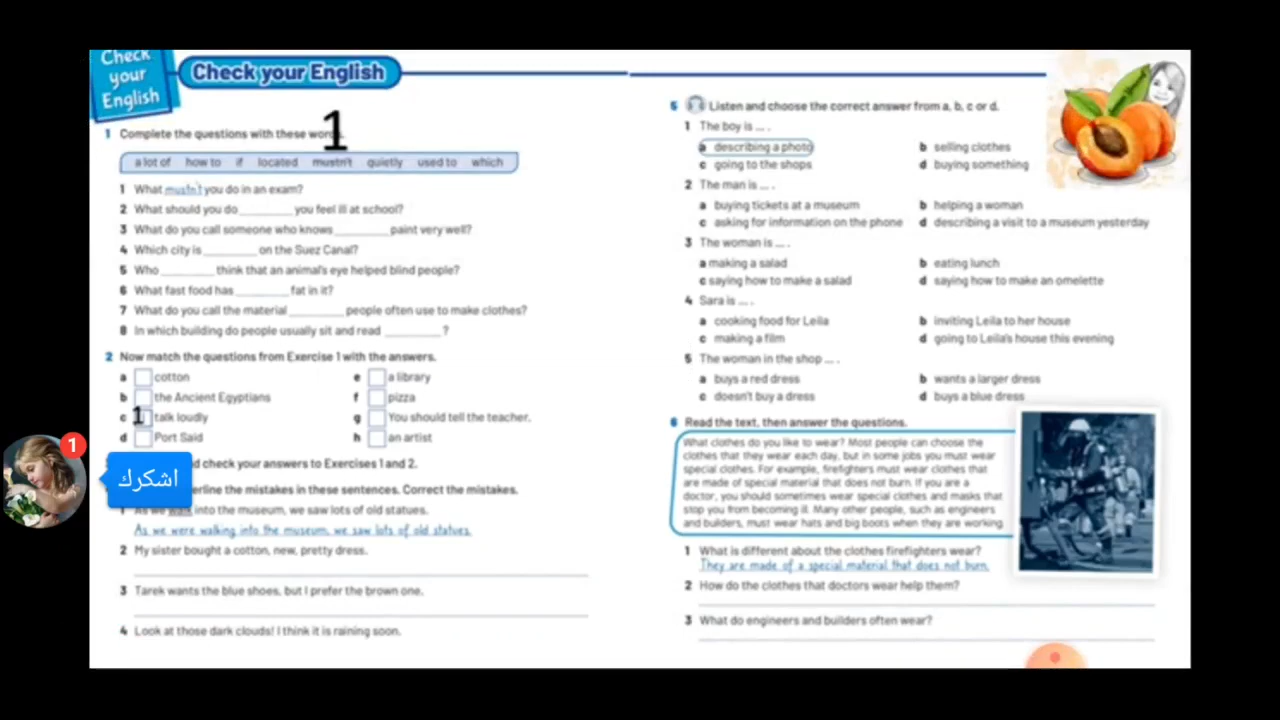 Check your English
Check your English
1
1 Complete the questions with these words.
a lot of how to if located mustn't quietly used to which
1 What mustn't you do in an exam?
2 What should you do ________ you feel ill at school?
3 What do you call someone who knows ________ paint very well?
4 Which city is ________ on the Suez Canal?
5 Who ________ think that an animal's eye helped blind people?
6 What fast food has ________ fat in it?
7 What do you call the material ________ people often use to make clothes?
8 In which building do people usually sit and read ________ ?
2 Now match the questions from Exercise 1 with the answers.
a cotton e a library
b the Ancient Egyptians f pizza
c 1 talk loudly g You should tell the teacher.
d Port Said h an artist
d check your answers to Exercises 1 and 2.
erline the mistakes in these sentences. Correct the mistakes.
1 As we walk into the museum, we saw lots of old statues.
As we were walking into the museum, we saw lots of old statues.
2 My sister bought a cotton, new, pretty dress.
3 Tarek wants the blue shoes, but I prefer the brown one.
4 Look at those dark clouds! I think it is raining soon.
5 Listen and choose the correct answer from a, b, c or d.
1 The boy is ... .
a describing a photo b selling clothes
c going to the shops d buying something
2 The man is ... .
a buying tickets at a museum b helping a woman
c asking for information on the phone d describing a visit to a museum yesterday
3 The woman is ... .
a making a salad b eating lunch
c saying how to make a salad d saying how to make an omelette
4 Sara is ... .
a cooking food for Leila b inviting Leila to her house
c making a film d going to Leila's house this evening
5 The woman in the shop ... .
a buys a red dress b wants a larger dress
c doesn't buy a dress d buys a blue dress
6 Read the text, then answer the questions.
What clothes do you like to wear? Most people can choose the
clothes that they wear each day, but in some jobs you must wear
special clothes. For example, firefighters must wear clothes that
are made of special material that does not burn. If you are a
doctor, you should sometimes wear special clothes and masks that
stop you from becoming ill. Many other people, such as engineers
and builders, must wear hats and big boots when they are working.
1 What is different about the clothes firefighters wear?
They are made of a special material that does not burn.
2 How do the clothes that doctors wear help them?
3 What do engineers and builders often wear?
1
اشكرك